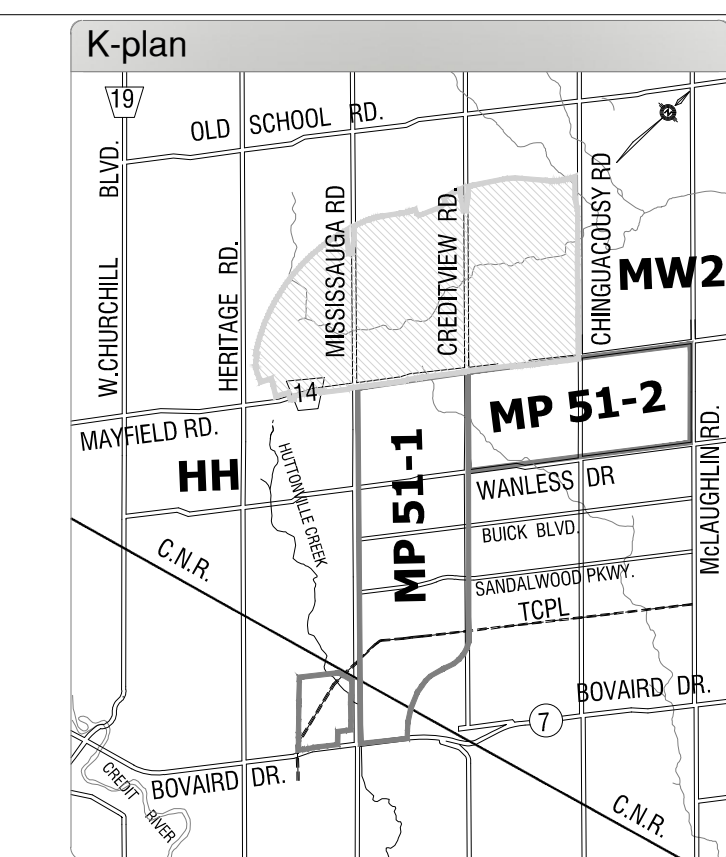 K-plan
19
OLD SCHOOL RD.
N
W.CHURCHILL BLVD.
HERITAGE RD.
MISSISSAUGA RD
CREDITVIEW RD.
CHINGUACOUSY RD
MW2
14
MP 51-2
MAYFIELD RD.
HH
HUTTONVILLE CREEK
MP 51-1
WANLESS DR
McLAUGHLIN RD.
BUICK BLVD.
C.N.R.
SANDALWOOD PKWY.
TCPL
BOVAIRD DR.
7
BOVAIRD DR.
CREDIT RIVER
C.N.R.